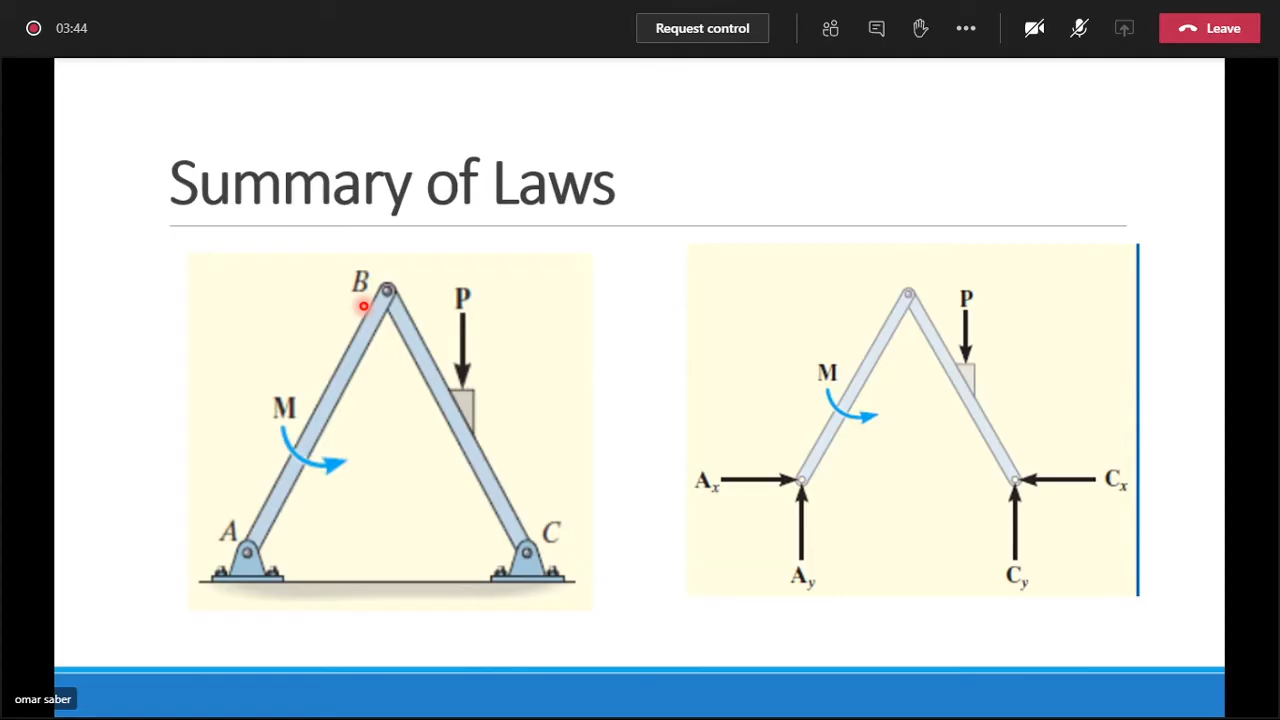 03:44
Request control
Leave
Summary of Laws
B
P
M
A
C
P
M
Ax
Cx
Ay
Cy
omar saber